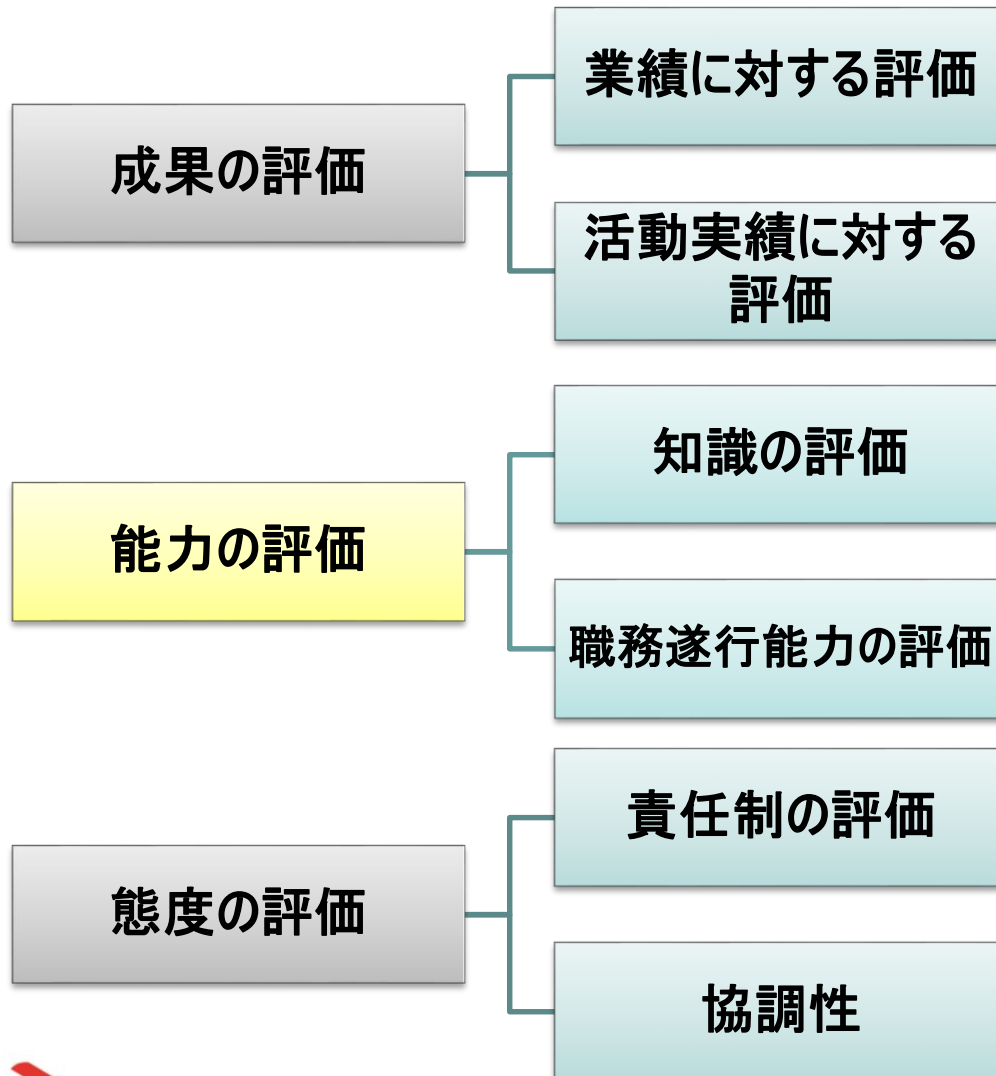 成果の評価
業績に対する評価
活動実績に対する
評価
能力の評価
知識の評価
職務遂行能力の評価
態度の評価
責任制の評価
協調性